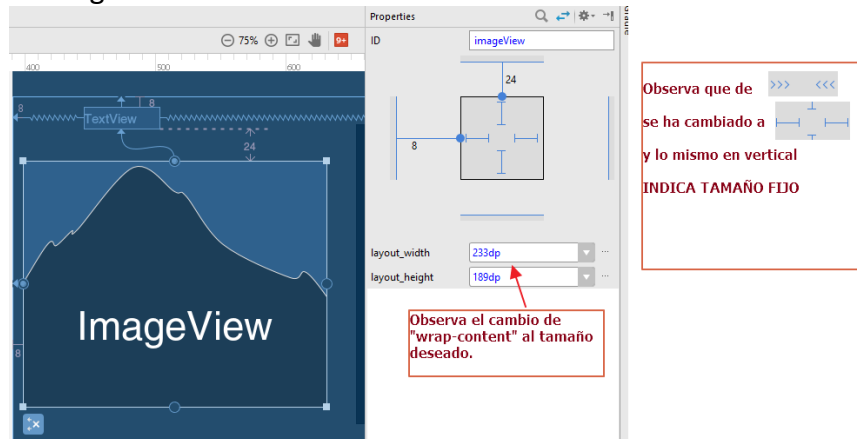 Properties
75%
9+
ID
imageView
400
500
600
24
8
8
TextView
24
8
ImageView
8
layout_width
233dp
layout_height
189dp
Observa el cambio de
"wrap-content" al tamaño
deseado.
Observa que de >>> <<<
se ha cambiado a
y lo mismo en vertical
INDICA TAMAÑO FIJO